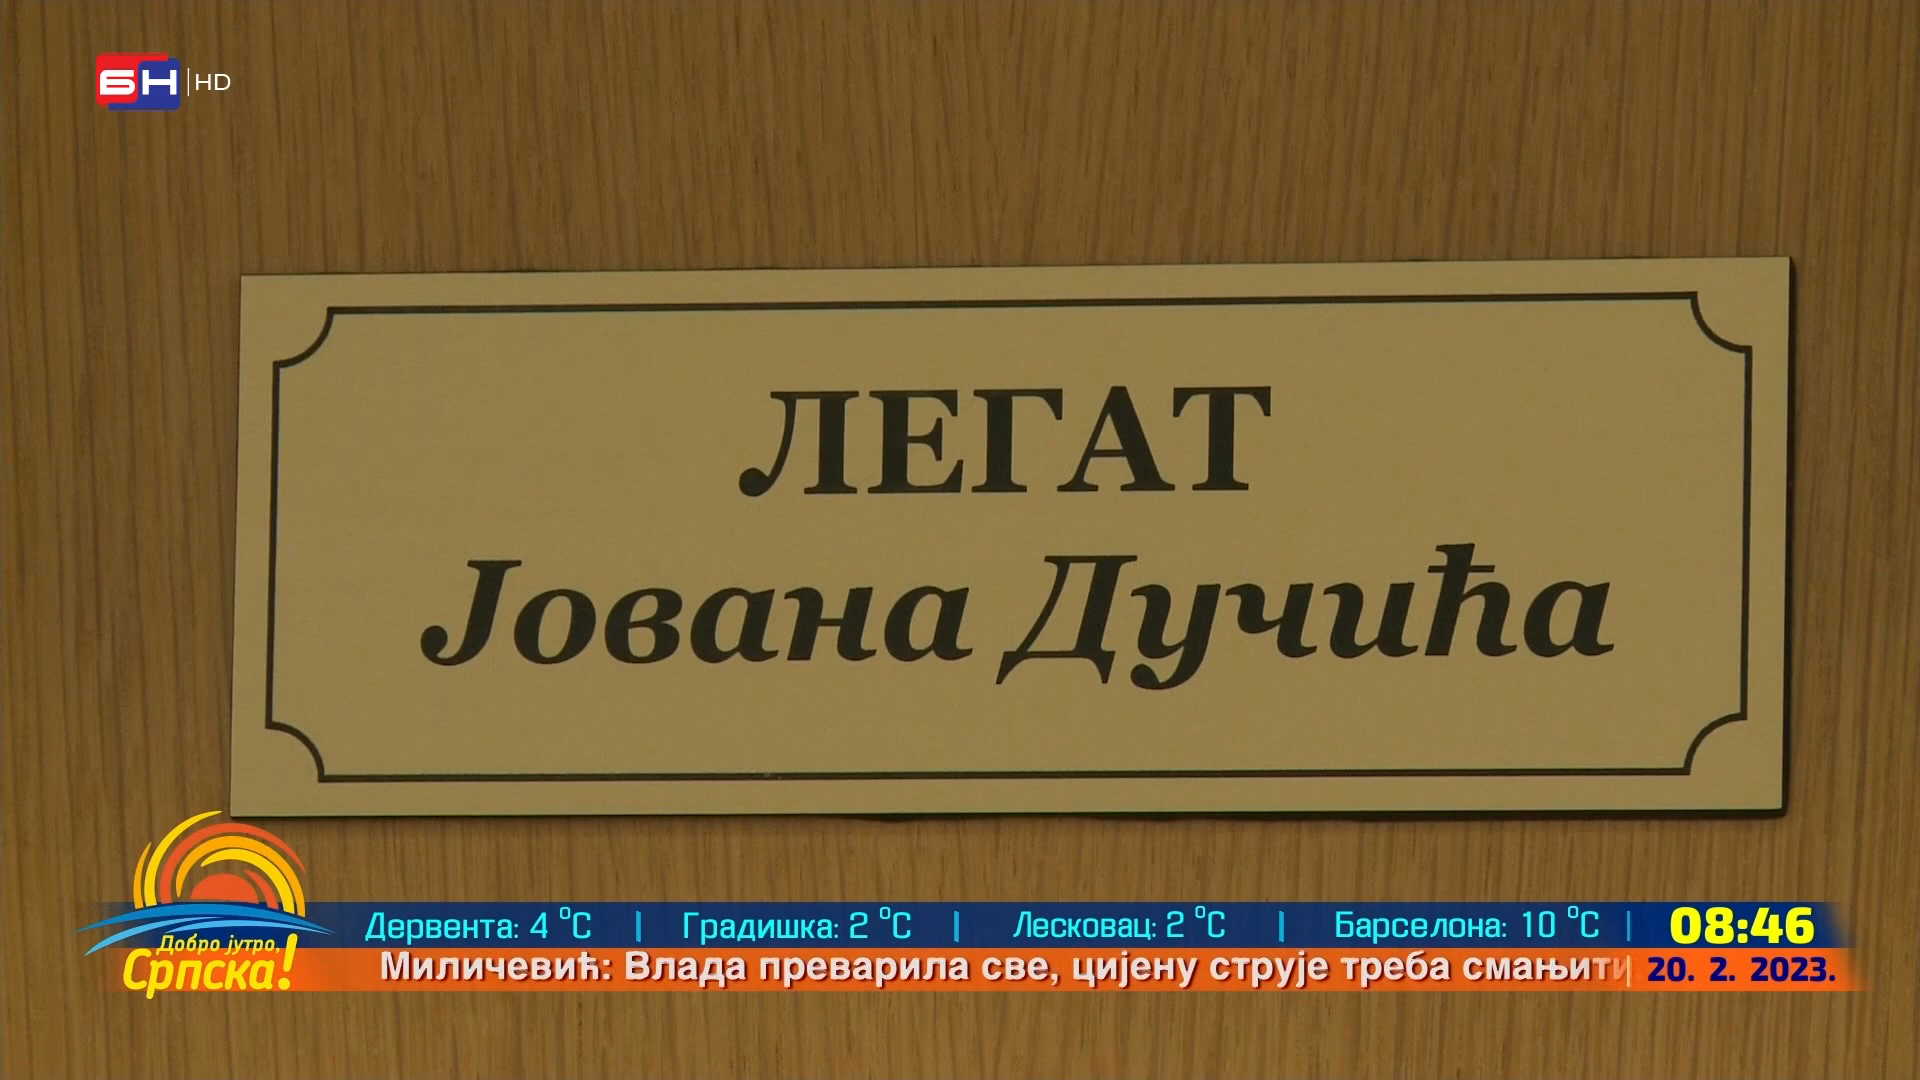 БН HD
ЛЕГАТ
Јована Дучића
Дервента: 4 °C | Градишка: 2 °C | Лесковац: 2 °C | Барселона: 10 °C | 08:46
Добро јутро,
Српска!
Миличевић: Влада преварила све, цијену струје треба смањити 20. 2. 2023.